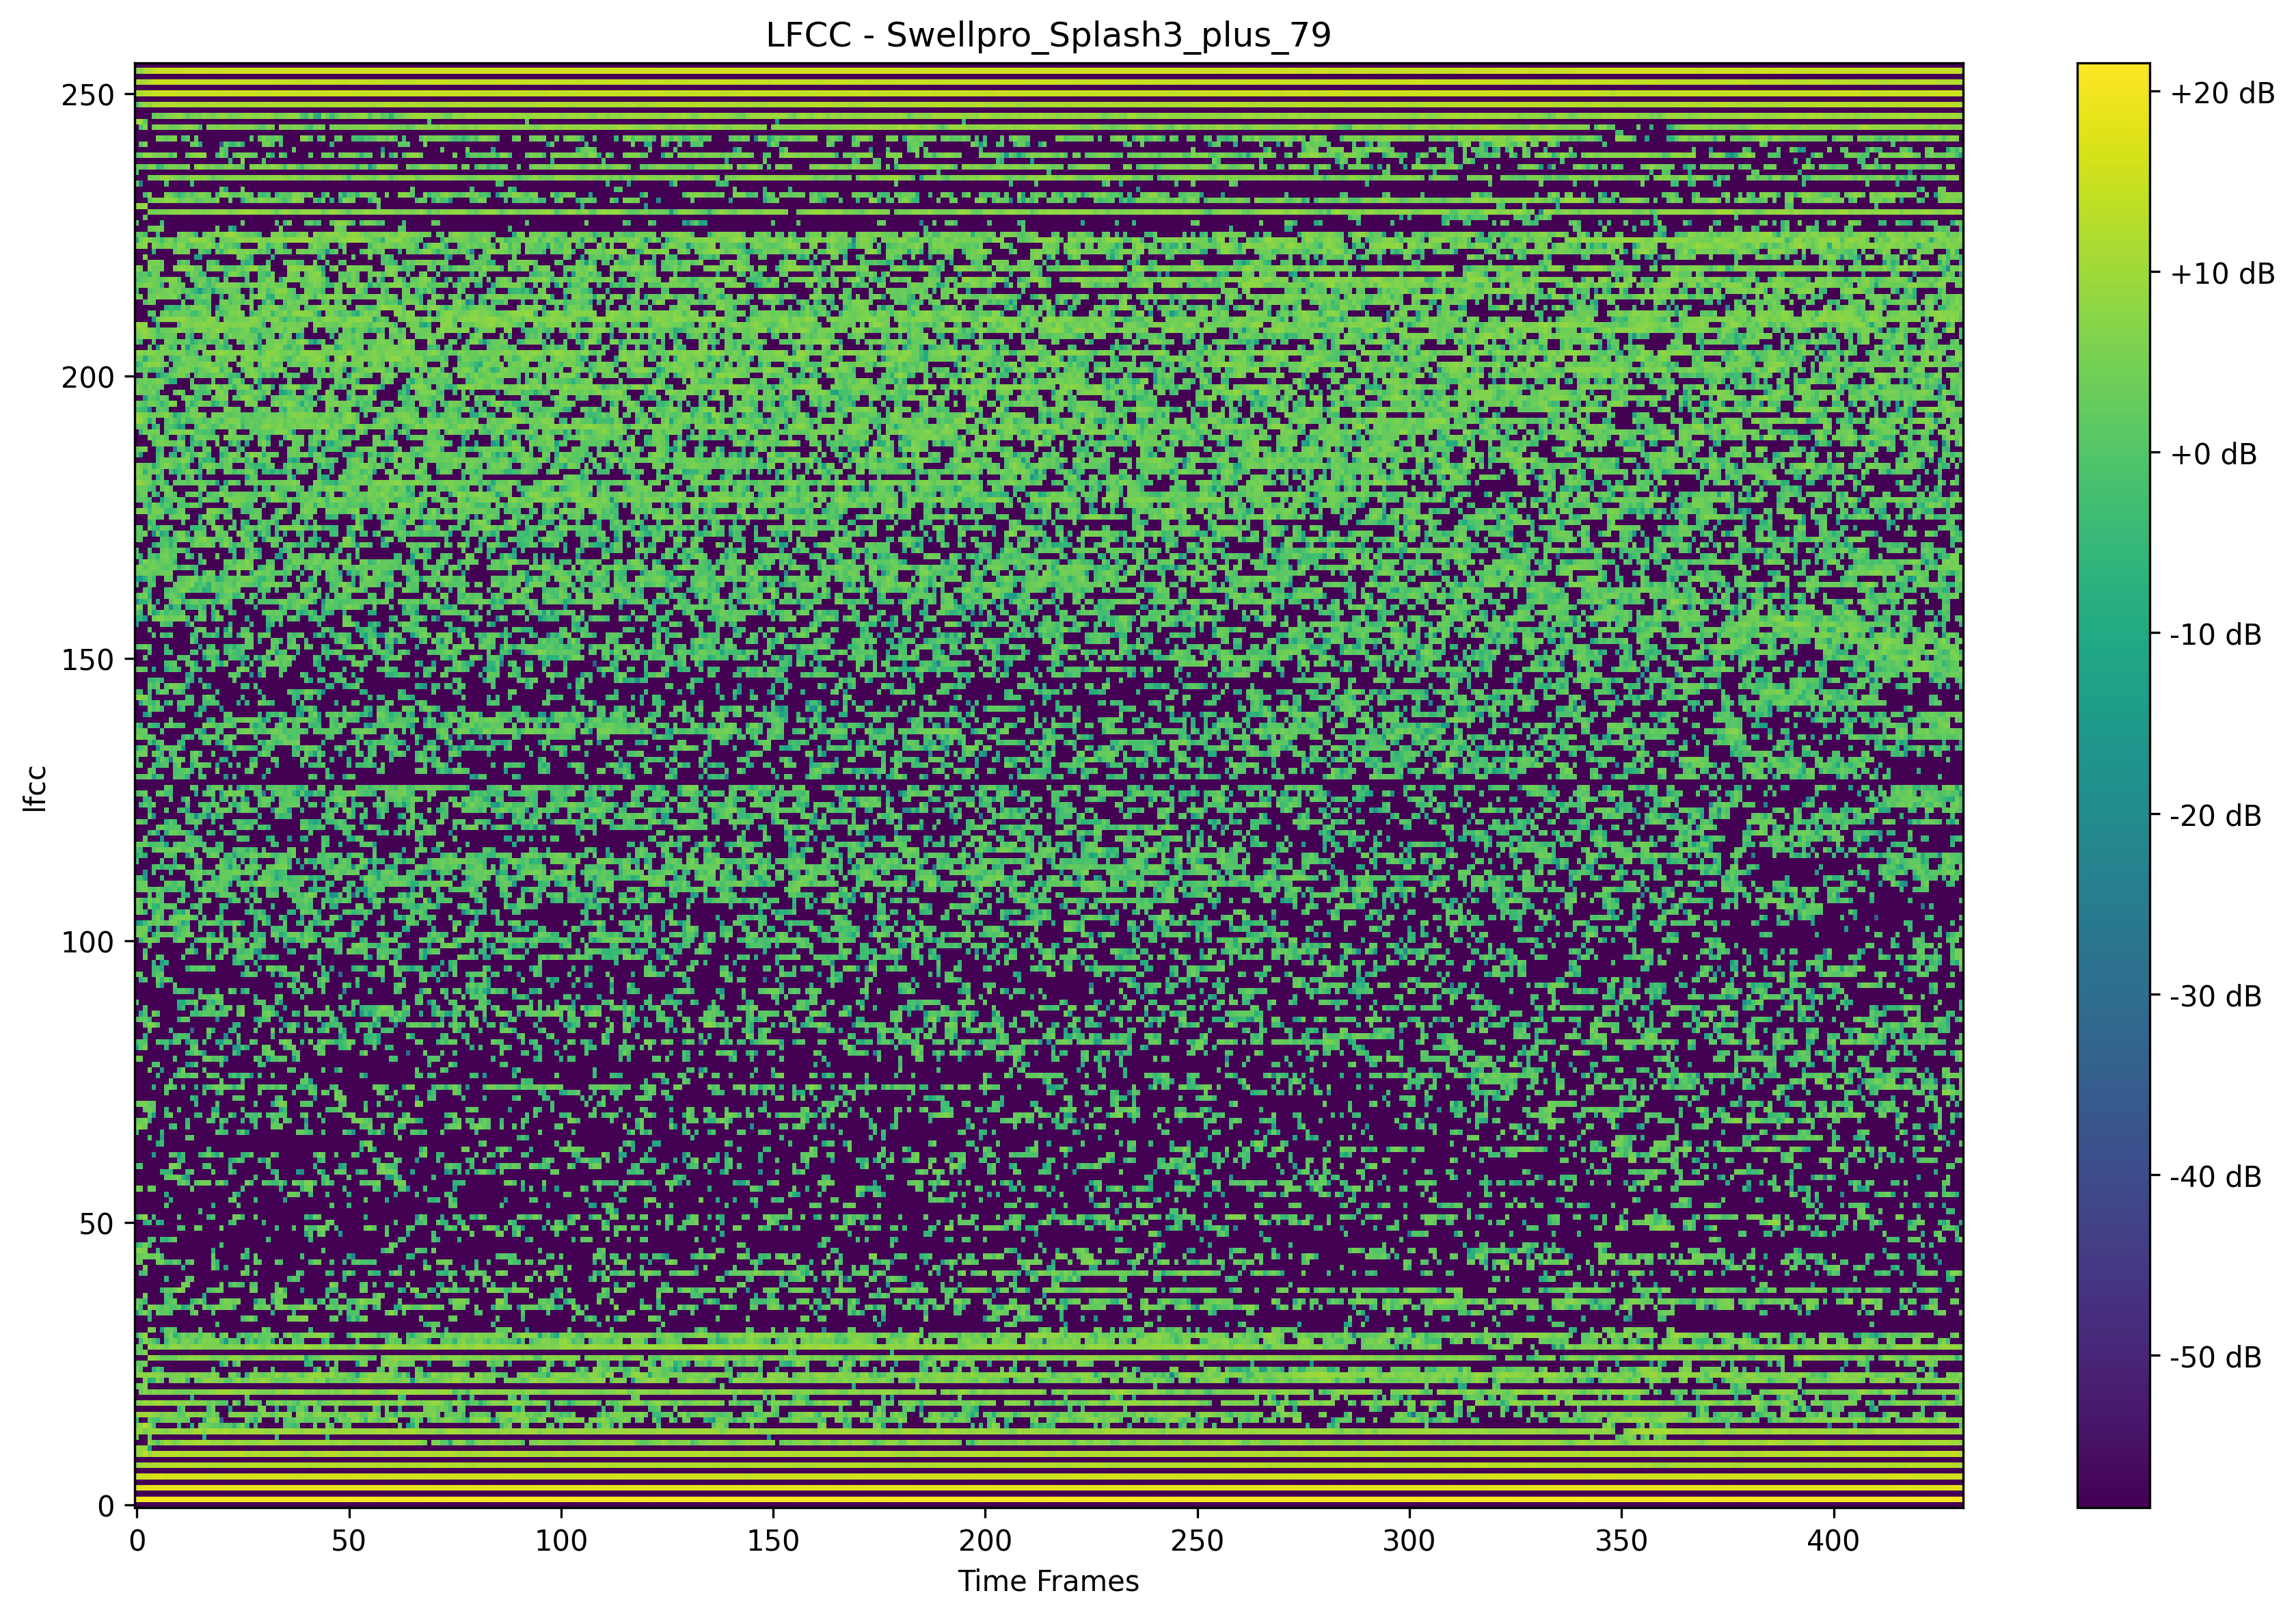 LFCC - Swellpro_Splash3_plus_79
250
200
150
100
50
0
lfcc
0 50 100 150 200 250 300 350 400
Time Frames
+20 dB
+10 dB
+0 dB
-10 dB
-20 dB
-30 dB
-40 dB
-50 dB